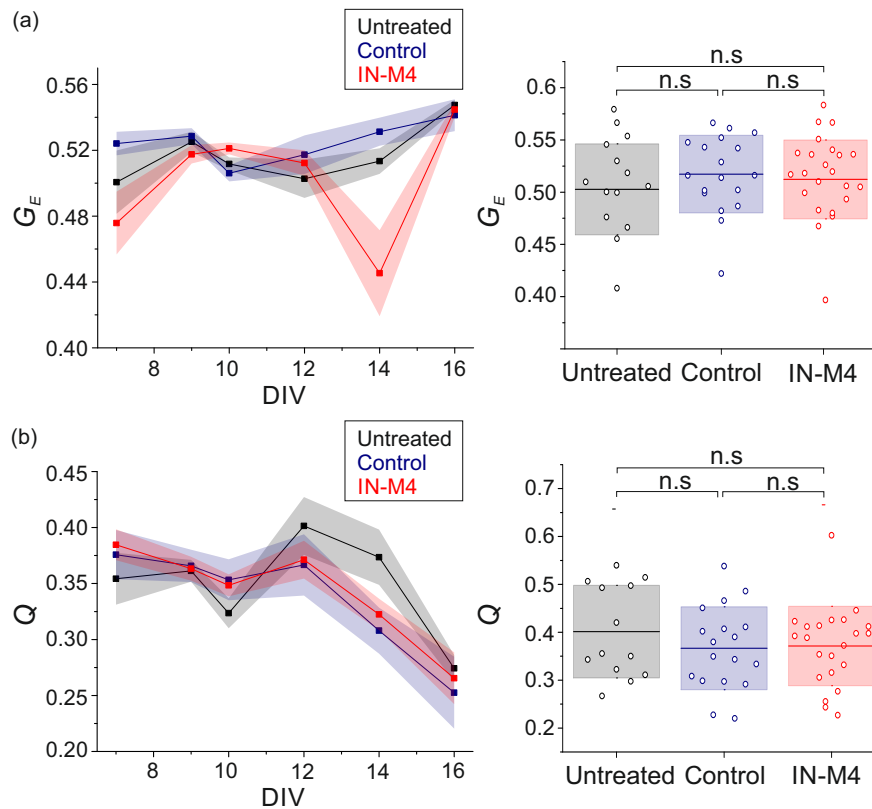 (a)
Untreated
Control
IN-M4
0.56
0.52
0.48
0.44
0.40
G_E
8 10 12 14 16
DIV
n.s
n.s n.s
0.6
0.55
0.50
0.45
0.40
G_E
Untreated Control IN-M4
(b)
Untreated
Control
IN-M4
0.45
0.40
0.35
0.30
0.25
0.20
Q
8 10 12 14 16
DIV
n.s
n.s n.s
0.7
0.6
0.5
0.4
0.3
0.2
Q
Untreated Control IN-M4